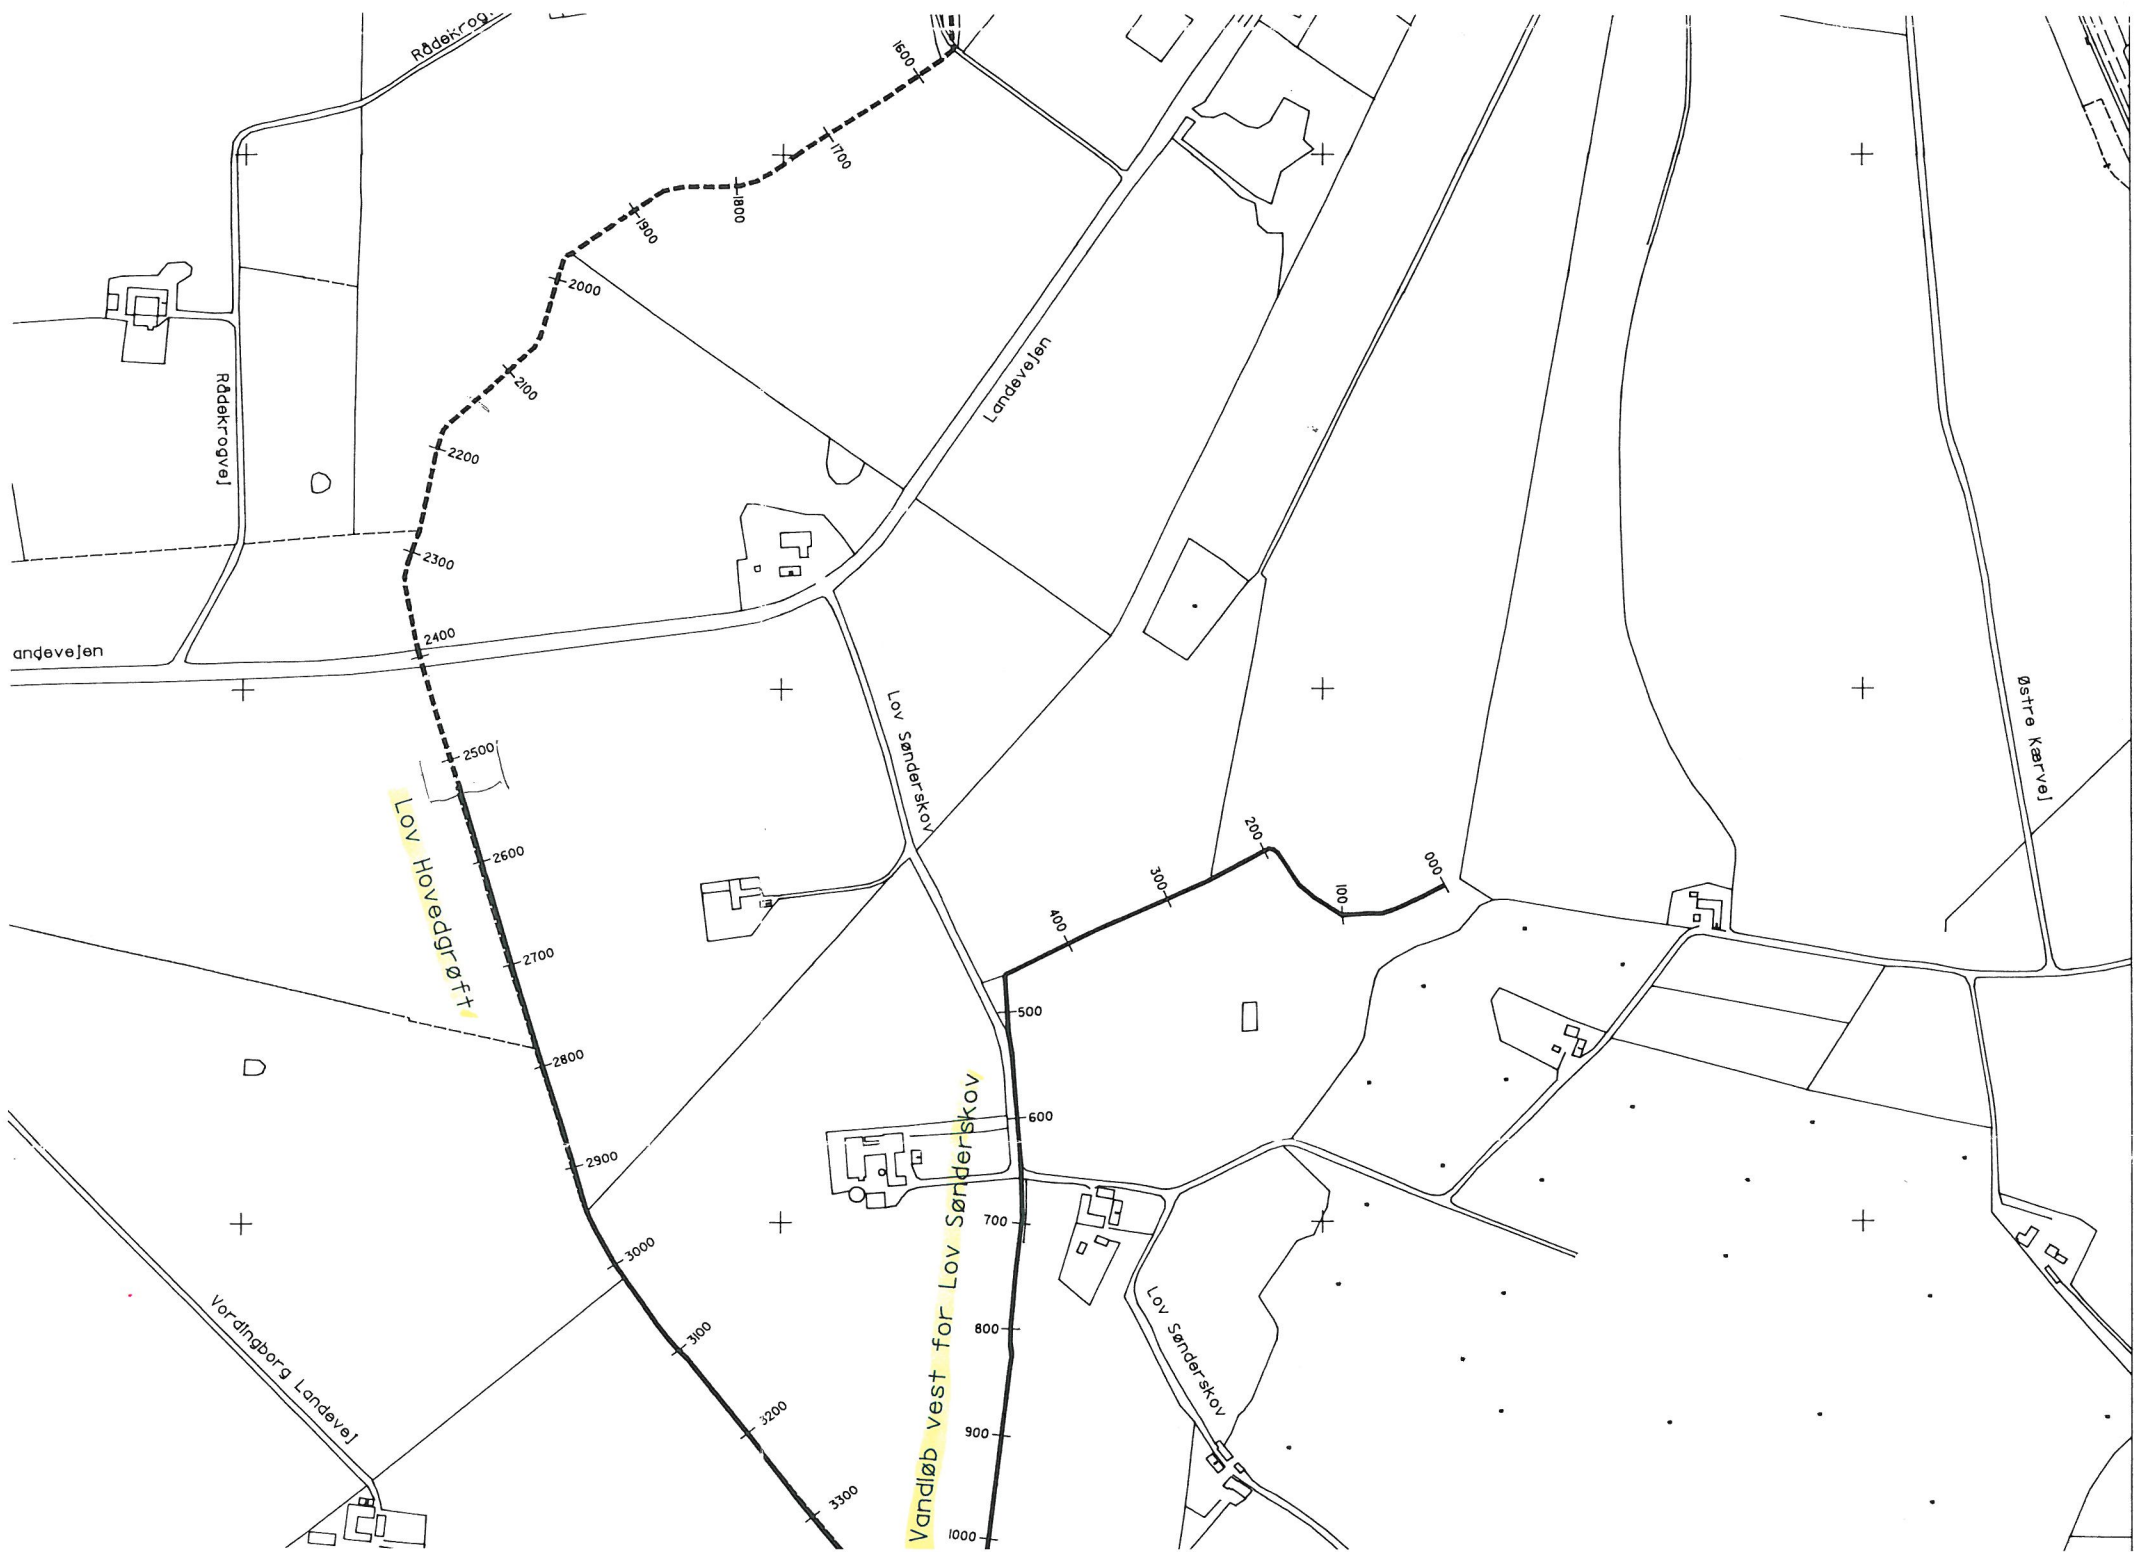 Rådekrog
1600
1700
1800
1900
2000
2100
2200
2300
2400
2500
2600
2700
2800
2900
3000
3100
3200
3300
Rådekrogvej
Landevejen
andevejen
Lov Sønderskov
Lov Hovedgrøft
Østre Kærvej
000
100
200
300
400
500
600
700
800
900
1000
Vandløb vest for Lov Sønderskov
Lov Sønderskov
Vordingborg Landevej